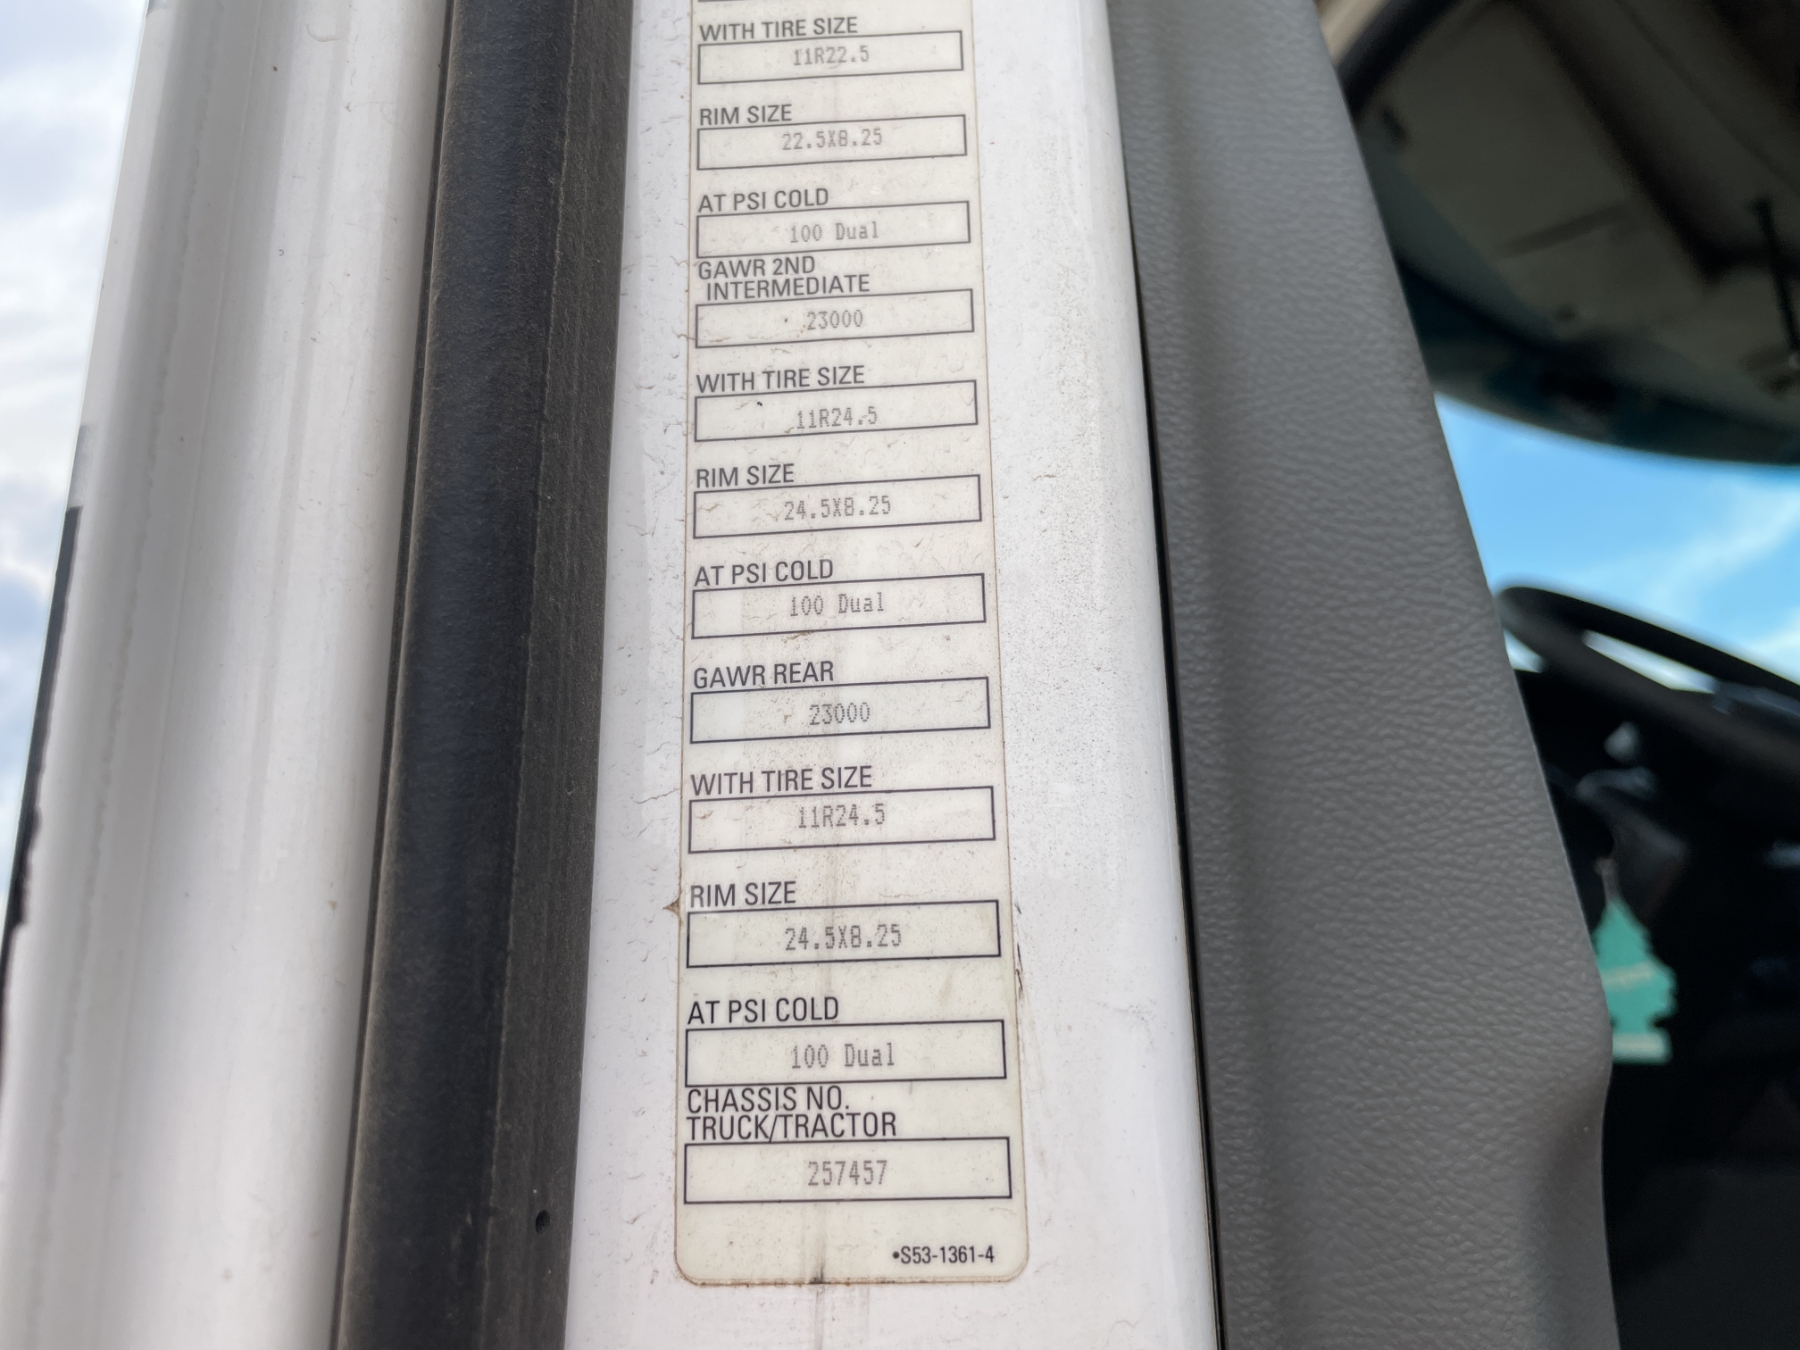 WITH TIRE SIZE
11R22.5
RIM SIZE
22.5X8.25
AT PSI COLD
100 Dual
GAWR 2ND
INTERMEDIATE
23000
WITH TIRE SIZE
11R24.5
RIM SIZE
24.5X8.25
AT PSI COLD
100 Dual
GAWR REAR
23000
WITH TIRE SIZE
11R24.5
RIM SIZE
24.5X8.25
AT PSI COLD
100 Dual
CHASSIS NO.
TRUCK/TRACTOR
257457
•S53-1361-4